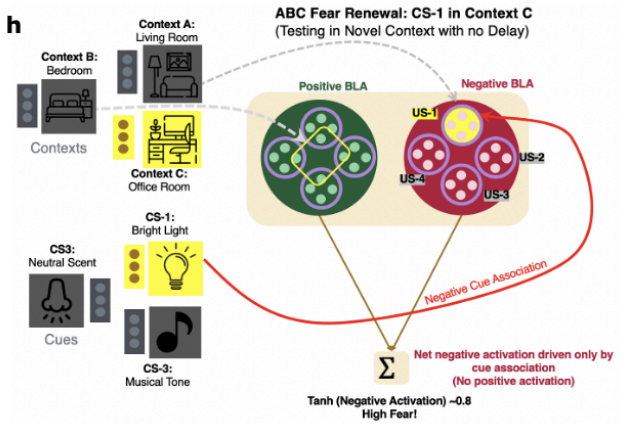 h
ABC Fear Renewal: CS-1 in Context C
(Testing in Novel Context with no Delay)
Context A:
Living Room
Context B:
Bedroom
Contexts
Context C:
Office Room
Positive BLA
Negative BLA
US-1
US-2
US-4
US-3
CS-1:
Bright Light
CS3:
Neutral Scent
Cues
CS-3:
Musical Tone
Negative Cue Association
Σ
Net negative activation driven only by
cue association
(No positive activation)
Tanh (Negative Activation) ~0.8
High Fear!